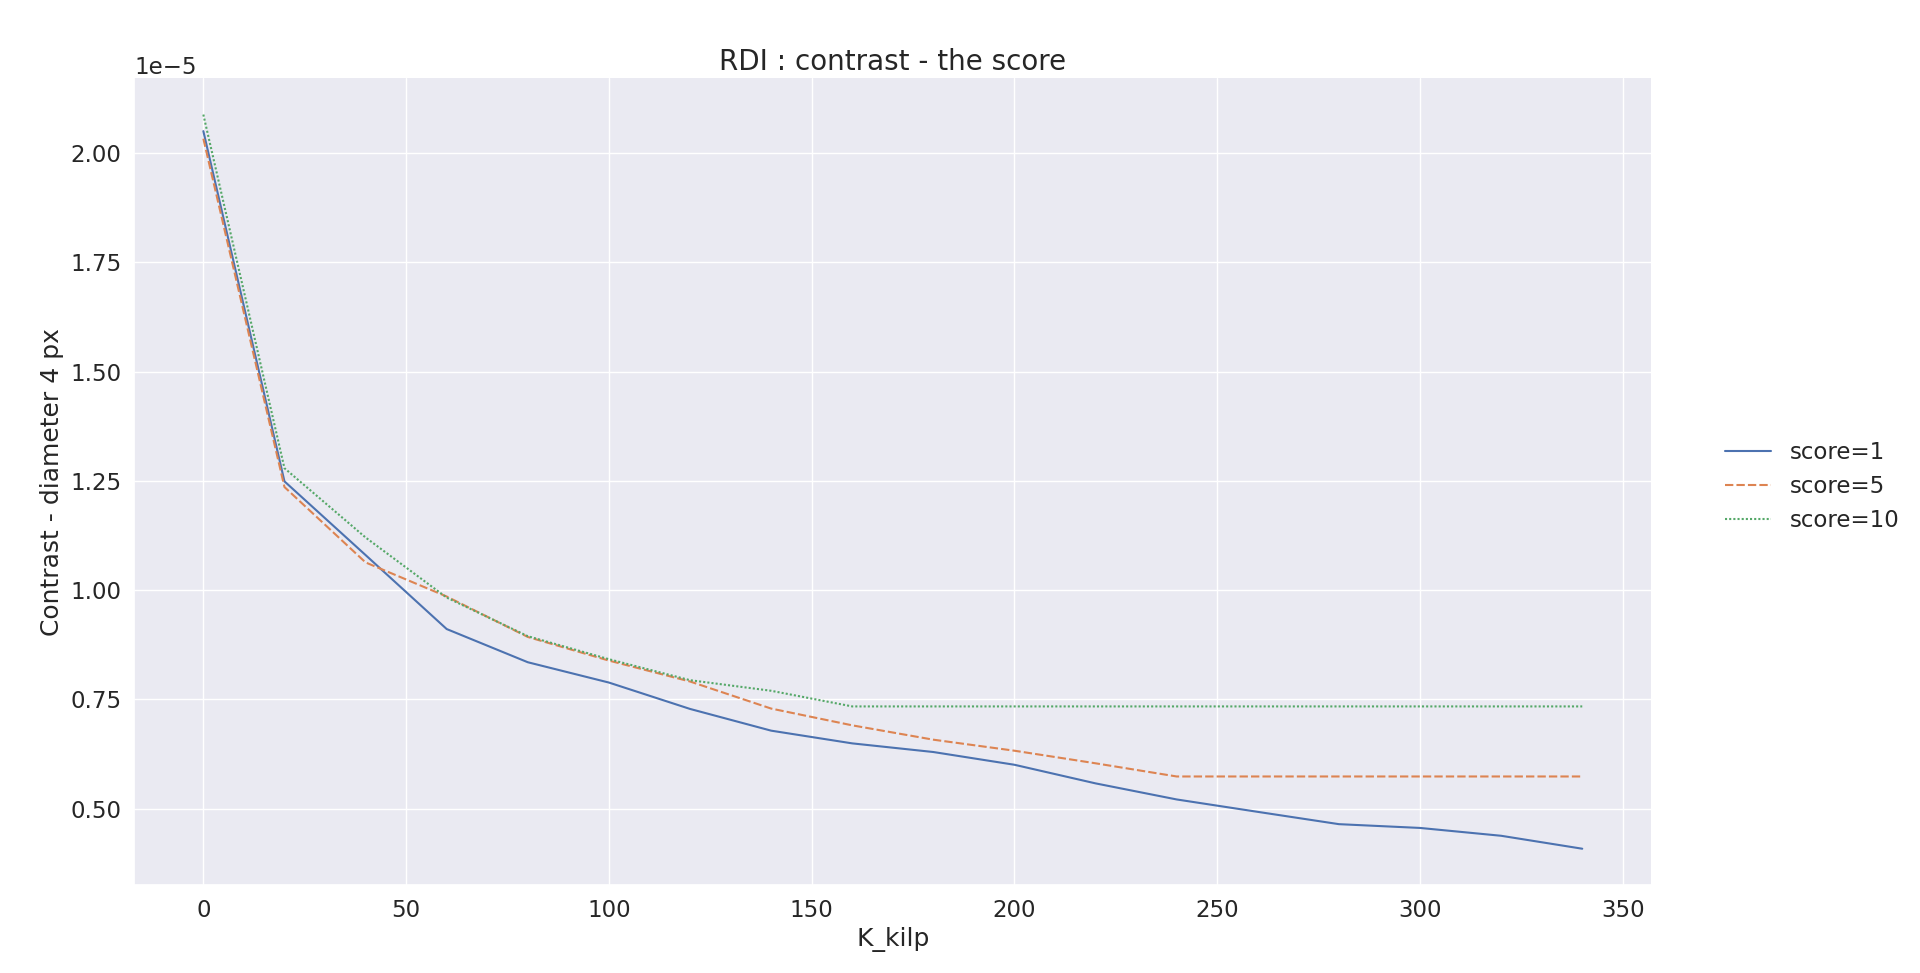 RDI : contrast - the score
1e−5
2.00
1.75
1.50
1.25
1.00
0.75
0.50
Contrast - diameter 4 px
0 50 100 150 200 250 300 350
K_kilp
score=1
score=5
score=10